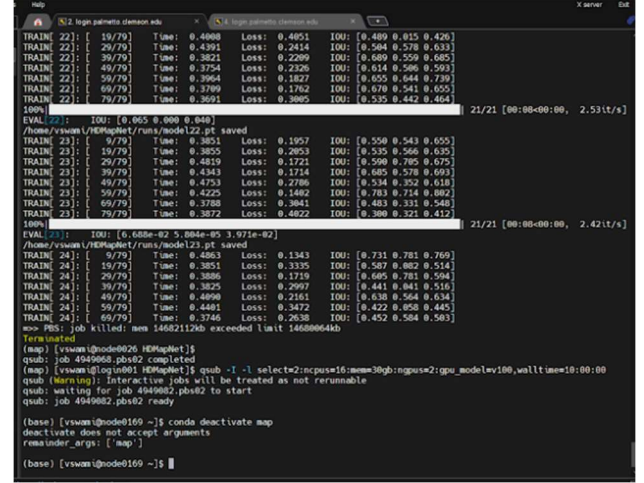 Help
X server Exit
2. login.palmetto.clemson.edu
4. login.palmetto.clemson.edu
TRAIN[ 22]: [ 19/79] Time: 0.4008 Loss: 0.4051 IOU: [0.489 0.015 0.426]
TRAIN[ 22]: [ 29/79] Time: 0.4391 Loss: 0.2414 IOU: [0.504 0.578 0.633]
TRAIN[ 22]: [ 39/79] Time: 0.3821 Loss: 0.2209 IOU: [0.689 0.559 0.685]
TRAIN[ 22]: [ 49/79] Time: 0.3754 Loss: 0.2326 IOU: [0.614 0.506 0.593]
TRAIN[ 22]: [ 59/79] Time: 0.3964 Loss: 0.1827 IOU: [0.655 0.644 0.739]
TRAIN[ 22]: [ 69/79] Time: 0.3709 Loss: 0.1762 IOU: [0.670 0.541 0.655]
TRAIN[ 22]: [ 79/79] Time: 0.3691 Loss: 0.3005 IOU: [0.535 0.442 0.464]
100%| | 21/21 [00:08<00:00, 2.53it/s]
EVAL[22]: IOU: [0.065 0.000 0.040]
/home/vswami/HDMapNet/runs/model22.pt saved
TRAIN[ 23]: [ 9/79] Time: 0.3851 Loss: 0.1957 IOU: [0.550 0.543 0.655]
TRAIN[ 23]: [ 19/79] Time: 0.3855 Loss: 0.2053 IOU: [0.535 0.566 0.635]
TRAIN[ 23]: [ 29/79] Time: 0.4819 Loss: 0.1721 IOU: [0.590 0.705 0.675]
TRAIN[ 23]: [ 39/79] Time: 0.4343 Loss: 0.1714 IOU: [0.685 0.578 0.693]
TRAIN[ 23]: [ 49/79] Time: 0.4753 Loss: 0.2786 IOU: [0.534 0.352 0.618]
TRAIN[ 23]: [ 59/79] Time: 0.4225 Loss: 0.1402 IOU: [0.783 0.714 0.802]
TRAIN[ 23]: [ 69/79] Time: 0.3788 Loss: 0.3041 IOU: [0.483 0.331 0.548]
TRAIN[ 23]: [ 79/79] Time: 0.3872 Loss: 0.4022 IOU: [0.300 0.321 0.412]
100%| | 21/21 [00:08<00:00, 2.42it/s]
EVAL[23]: IOU: [6.688e-02 5.804e-05 3.971e-02]
/home/vswami/HDMapNet/runs/model23.pt saved
TRAIN[ 24]: [ 9/79] Time: 0.4863 Loss: 0.1343 IOU: [0.731 0.781 0.769]
TRAIN[ 24]: [ 19/79] Time: 0.3851 Loss: 0.3335 IOU: [0.587 0.082 0.514]
TRAIN[ 24]: [ 29/79] Time: 0.3886 Loss: 0.1719 IOU: [0.605 0.781 0.594]
TRAIN[ 24]: [ 39/79] Time: 0.3825 Loss: 0.2997 IOU: [0.441 0.041 0.516]
TRAIN[ 24]: [ 49/79] Time: 0.4090 Loss: 0.2161 IOU: [0.638 0.564 0.634]
TRAIN[ 24]: [ 59/79] Time: 0.4401 Loss: 0.3472 IOU: [0.422 0.058 0.445]
TRAIN[ 24]: [ 69/79] Time: 0.3746 Loss: 0.2638 IOU: [0.452 0.584 0.503]
=>> PBS: job killed: mem 14682112kb exceeded limit 14680064kb
Terminated
(map) [vswami@node0026 HDMapNet]$
qsub: job 4949068.pbs02 completed
(map) [vswami@login001 HDMapNet]$ qsub -I -l select=2:ncpus=16:mem=30gb:ngpus=2:gpu_model=v100,walltime=10:00:00
qsub (Warning): Interactive jobs will be treated as not rerunnable
qsub: waiting for job 4949082.pbs02 to start
qsub: job 4949082.pbs02 ready
(base) [vswami@node0169 ~]$ conda deactivate map
deactivate does not accept arguments
remainder_args: ['map']
(base) [vswami@node0169 ~]$